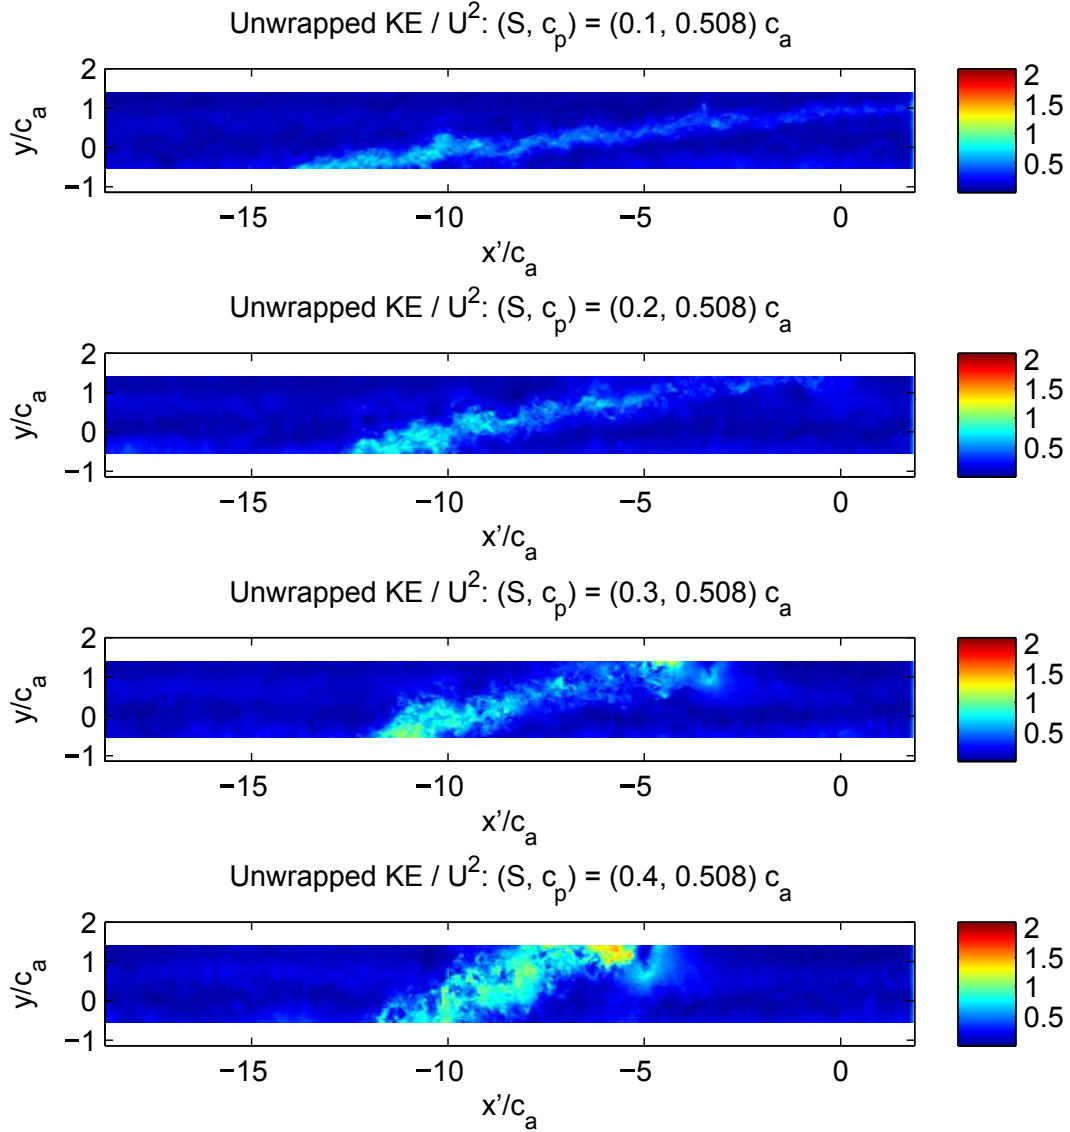 Unwrapped KE / U²: (S, cₚ) = (0.1, 0.508) cₐ
2
1
0
−1
y/cₐ
−15 −10 −5 0
x'/cₐ
2
1.5
1
0.5
Unwrapped KE / U²: (S, cₚ) = (0.2, 0.508) cₐ
2
1
0
−1
y/cₐ
−15 −10 −5 0
x'/cₐ
2
1.5
1
0.5
Unwrapped KE / U²: (S, cₚ) = (0.3, 0.508) cₐ
2
1
0
−1
y/cₐ
−15 −10 −5 0
x'/cₐ
2
1.5
1
0.5
Unwrapped KE / U²: (S, cₚ) = (0.4, 0.508) cₐ
2
1
0
−1
y/cₐ
−15 −10 −5 0
x'/cₐ
2
1.5
1
0.5